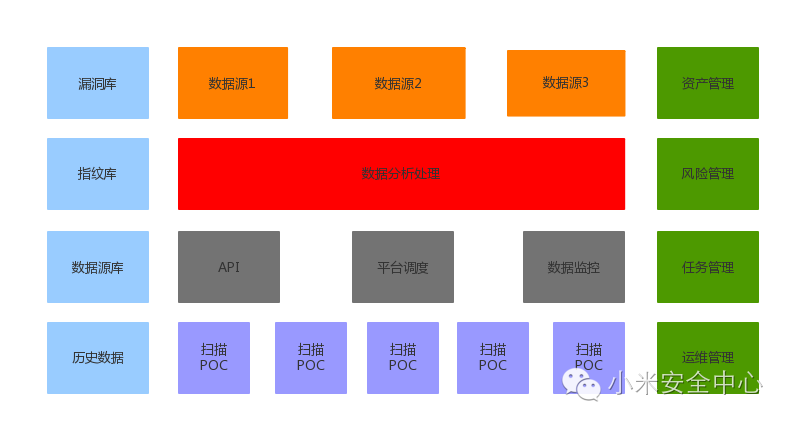 漏洞库
数据源1
数据源2
数据源3
资产管理
指纹库
数据分析处理
风险管理
数据源库
API
平台调度
数据监控
任务管理
历史数据
扫描
POC
扫描
POC
扫描
POC
扫描
POC
扫描
POC
运维管理
小米安全中心